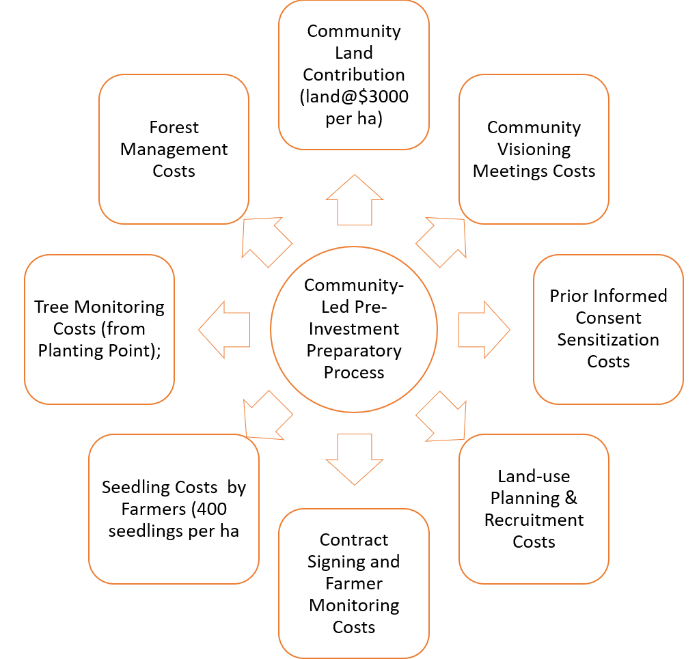 Community
Land
Contribution
(land@$3000
per ha)
Community
Visioning
Meetings Costs
Prior Informed
Consent
Sensitization
Costs
Land-use
Planning &
Recruitment
Costs
Contract
Signing and
Farmer
Monitoring
Costs
Seedling Costs  by
Farmers (400
seedlings per ha
Tree Monitoring
Costs (from
Planting Point);
Forest
Management
Costs
Community-
Led Pre-
Investment
Preparatory
Process